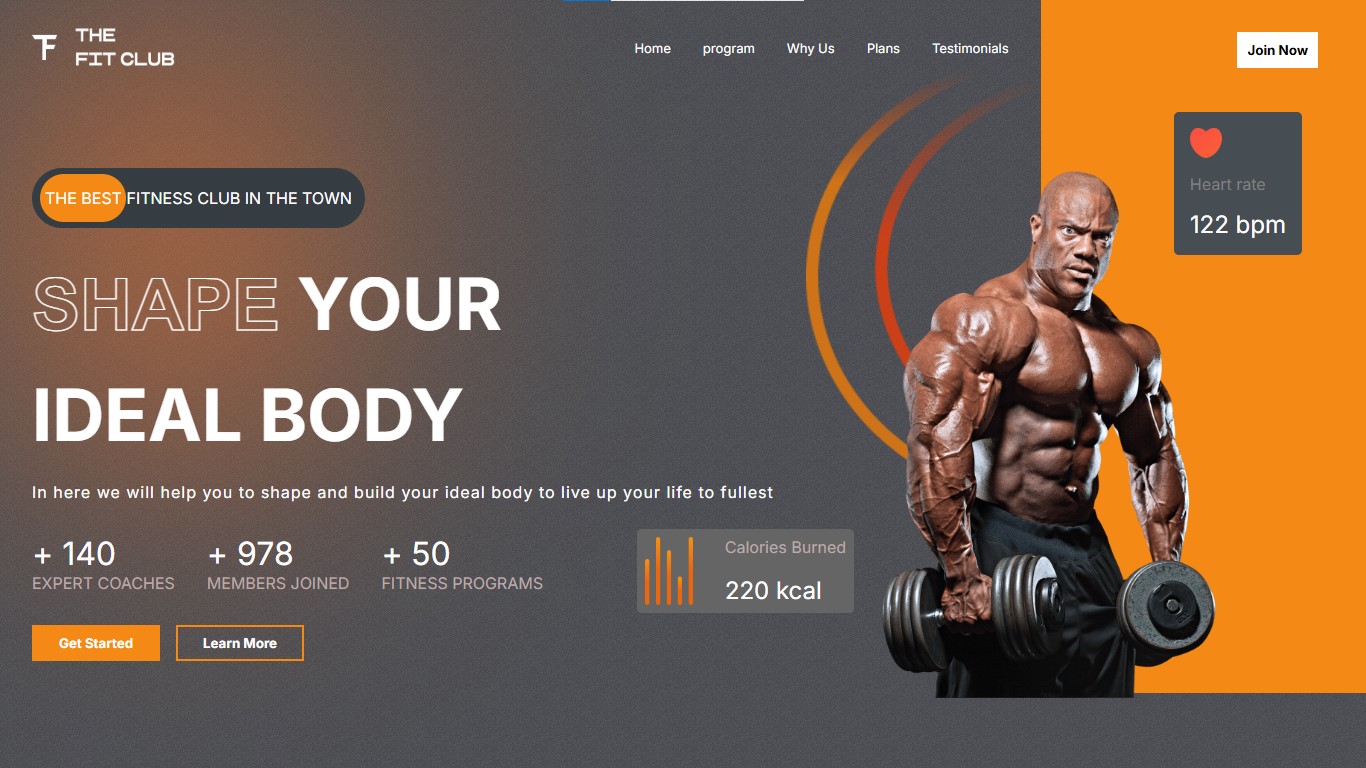 THE
FIT CLUB
Home program Why Us Plans Testimonials
Join Now
Heart rate
122 bpm
THE BEST FITNESS CLUB IN THE TOWN
SHAPE YOUR
IDEAL BODY
In here we will help you to shape and build your ideal body to live up your life to fullest
+ 140
EXPERT COACHES
+ 978
MEMBERS JOINED
+ 50
FITNESS PROGRAMS
Calories Burned
220 kcal
Get Started
Learn More